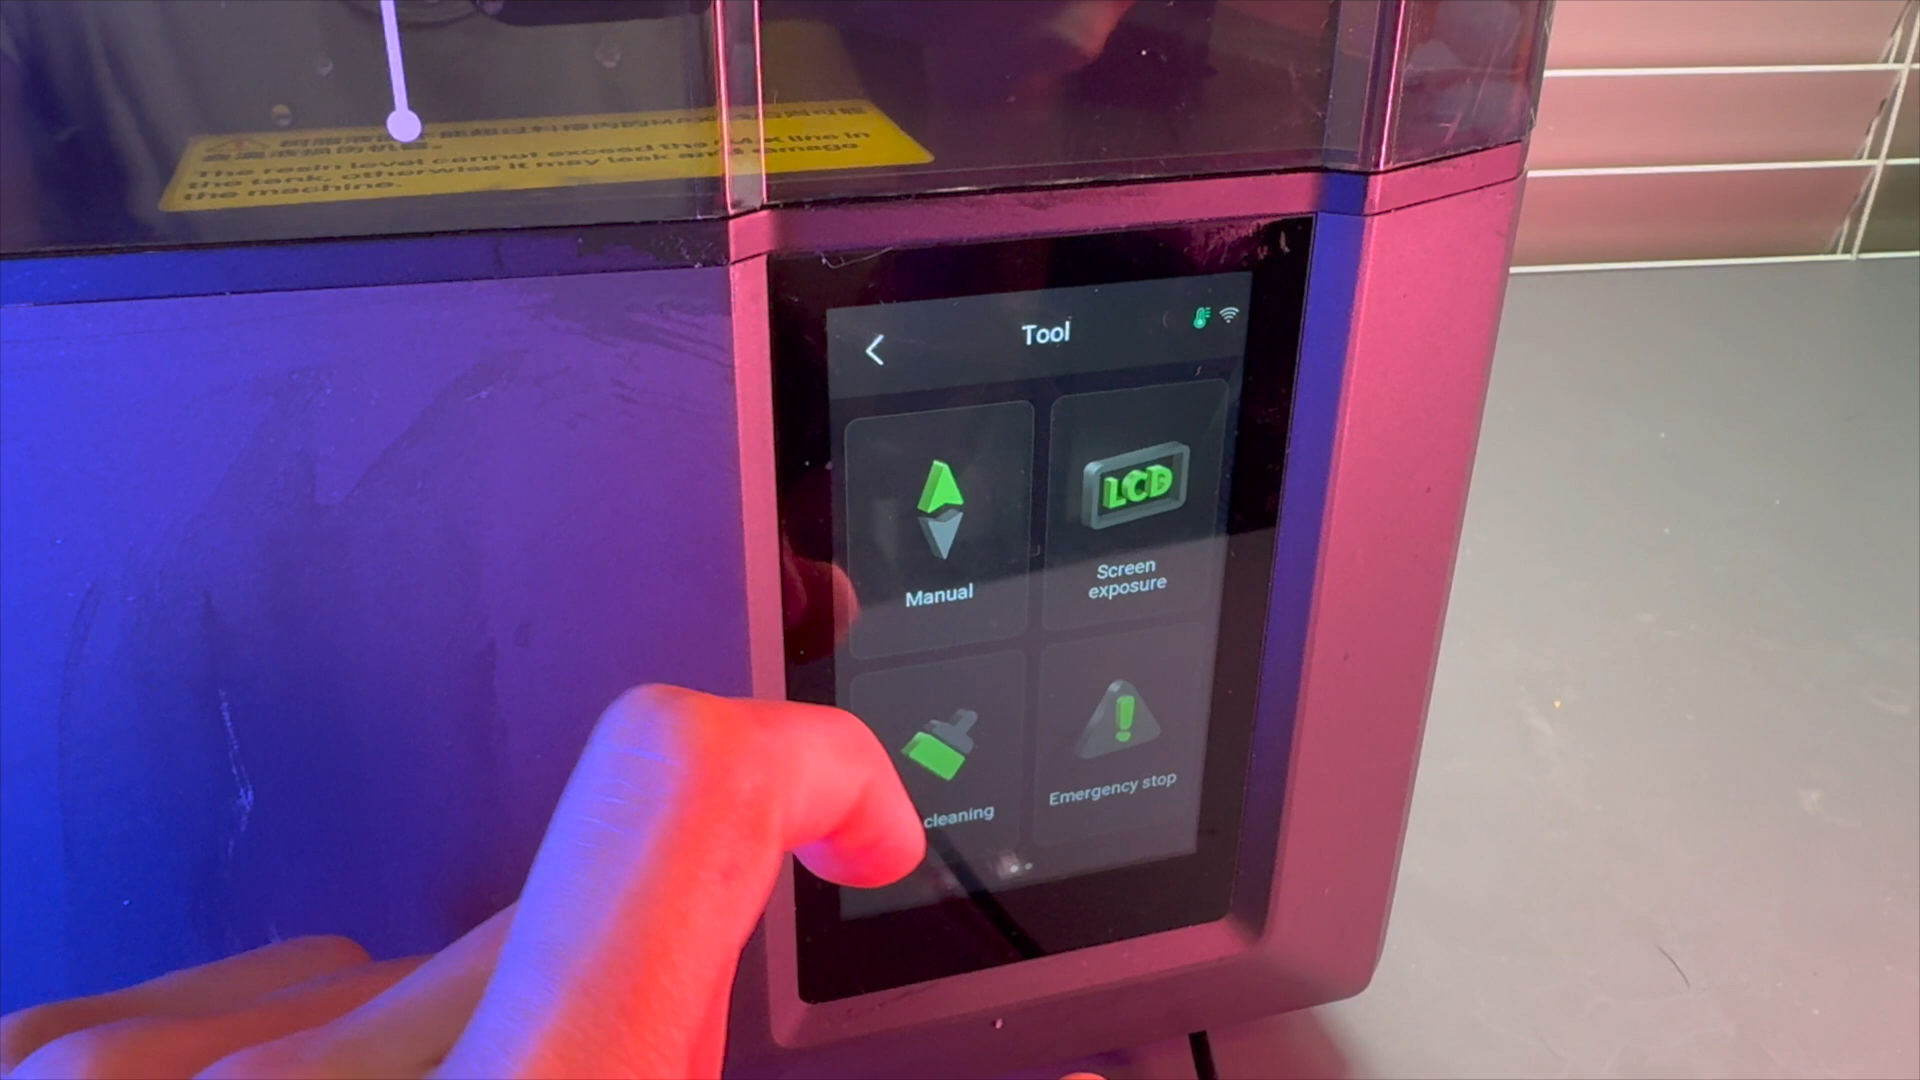 The resin level cannot exceed the MAX line in
the tank, otherwise it may leak and damage
the machine.
Tool
LCD
Manual
Screen
exposure
cleaning
Emergency stop